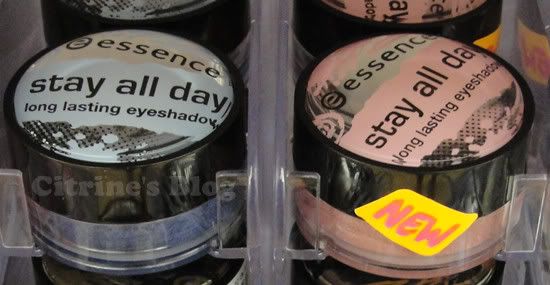 essence
stay all day
long lasting eyeshadow
essence
stay all day
long lasting eyeshadow
NEW
Citrine's Blog